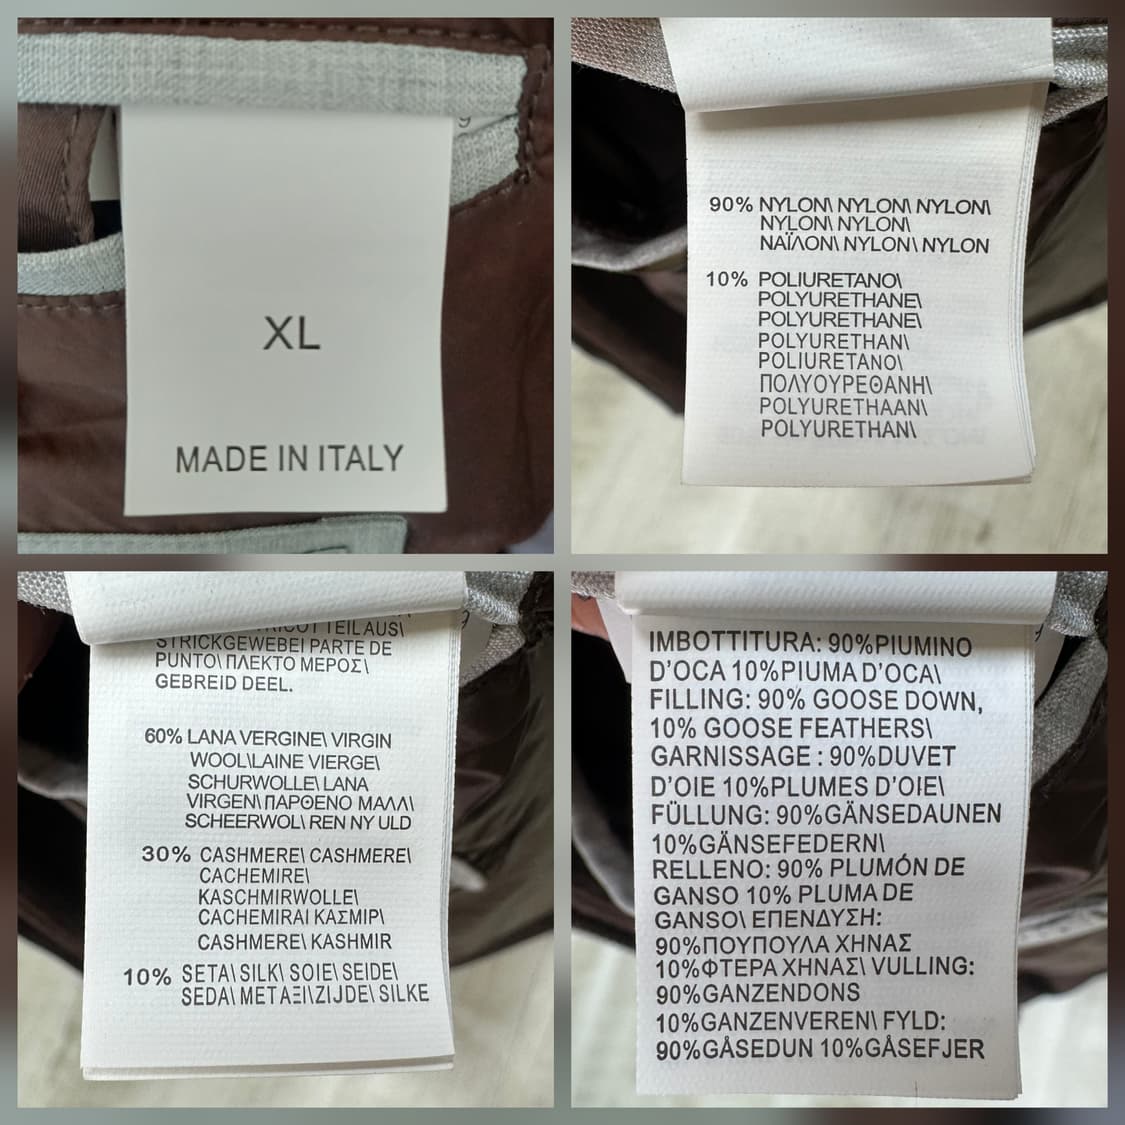 XL
MADE IN ITALY
90% NYLON\ NYLON\ NYLON\
NYLON\ NYLON\
ΝΑΪΛΟΝ\ NYLON\ NYLON
10% POLIURETANO\
POLYURETHANE\
POLYURETHANE\
POLYURETHAN\
POLIURETANO\
ΠΟΛΥΟΥΡΕΘΑΝΗ\
POLYURETHAAN\
POLYURETHAN\
TRICOT TEILAUS\
STRICKGEWEBE\ PARTE DE
PUNTO\ ΠΛΕΚΤΟ ΜΕΡΟΣ\
GEBREID DEEL.
60% LANA VERGINE\ VIRGIN
WOOL\LAINE VIERGE\
SCHURWOLLE\ LANA
VIRGEN\ ΠΑΡΘΕΝΟ ΜΑΛΛ\
SCHEERWOL\ REN NY ULD
30% CASHMERE\ CASHMERE\
CACHEMIRE\
KASCHMIRWOLLE\
CACHEMIRA\ ΚΑΣΜΙΡ\
CASHMERE\ KASHMIR
10% SETA\ SILK\ SOIE\ SEIDE\
SEDA\ ΜΕΤΑΞΙ\ZIJDE\ SILKE
IMBOTTITURA: 90%PIUMINO
D'OCA 10%PIUMA D'OCA\
FILLING: 90% GOOSE DOWN,
10% GOOSE FEATHERS\
GARNISSAGE : 90%DUVET
D'OIE 10%PLUMES D'OIE\
FÜLLUNG: 90%GÄNSEDAUNEN
10%GÄNSEFEDERN\
RELLENO: 90% PLUMÓN DE
GANSO 10% PLUMA DE
GANSO\ ΕΠΕΝΔΥΣΗ:
90%ΠΟΥΠΟΥΛΑ ΧΗΝΑΣ
10%ΦΤΕΡΑ ΧΗΝΑΣ\ VULLING:
90%GANZENDONS
10%GANZENVEREN\ FYLD:
90%GÅSEDUN 10%GÅSEFJER